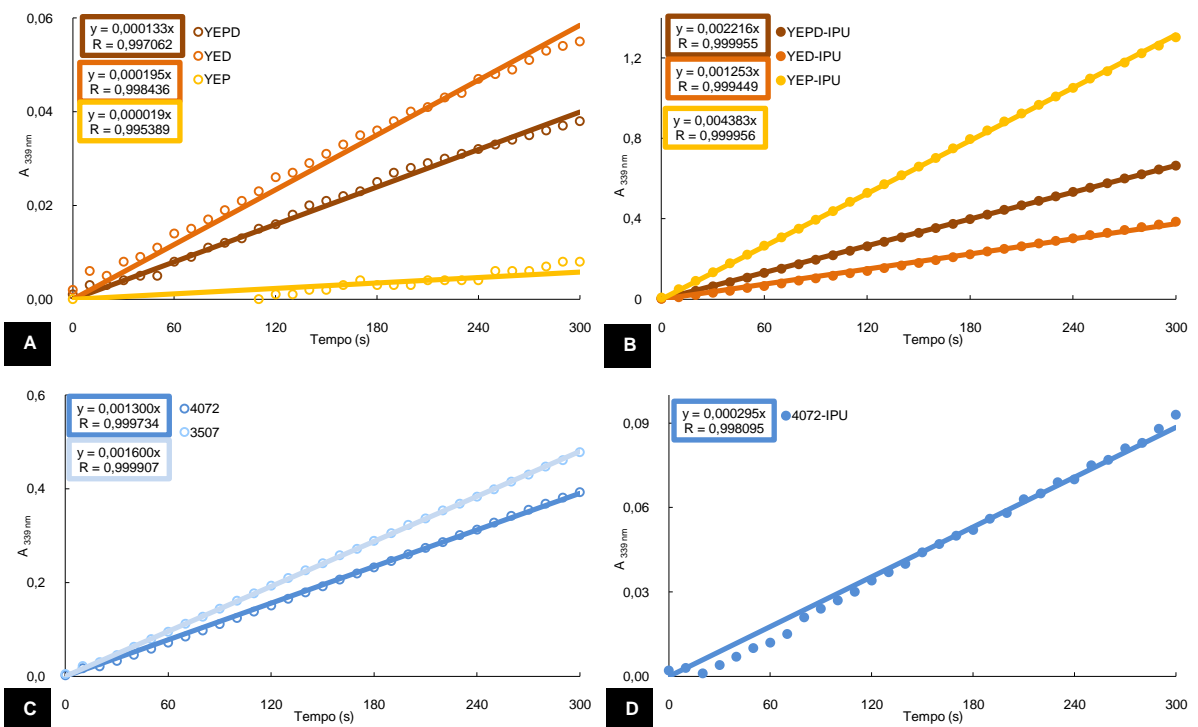 y = 0,000133x
R = 0,997062
y = 0,000195x
R = 0,998436
y = 0,000019x
R = 0,995389
YEPD
YED
YEP
0,06
0,04
0,02
0,00
A 339 nm
0
60
120
180
240
300
Tempo (s)
A
y = 0,002216x
R = 0,999955
y = 0,001253x
R = 0,999449
y = 0,004383x
R = 0,999956
YEPD-IPU
YED-IPU
YEP-IPU
1,2
0,8
0,4
0
A 339 nm
0
60
120
180
240
300
Tempo (s)
B
y = 0,001300x
R = 0,999734
y = 0,001600x
R = 0,999907
4072
3507
0,6
0,4
0,2
0,0
A 339 nm
0
60
120
180
240
300
Tempo (s)
C
y = 0,000295x
R = 0,998095
4072-IPU
0,09
0,06
0,03
0,00
A 339 nm
0
60
120
180
240
300
Tempo (s)
D